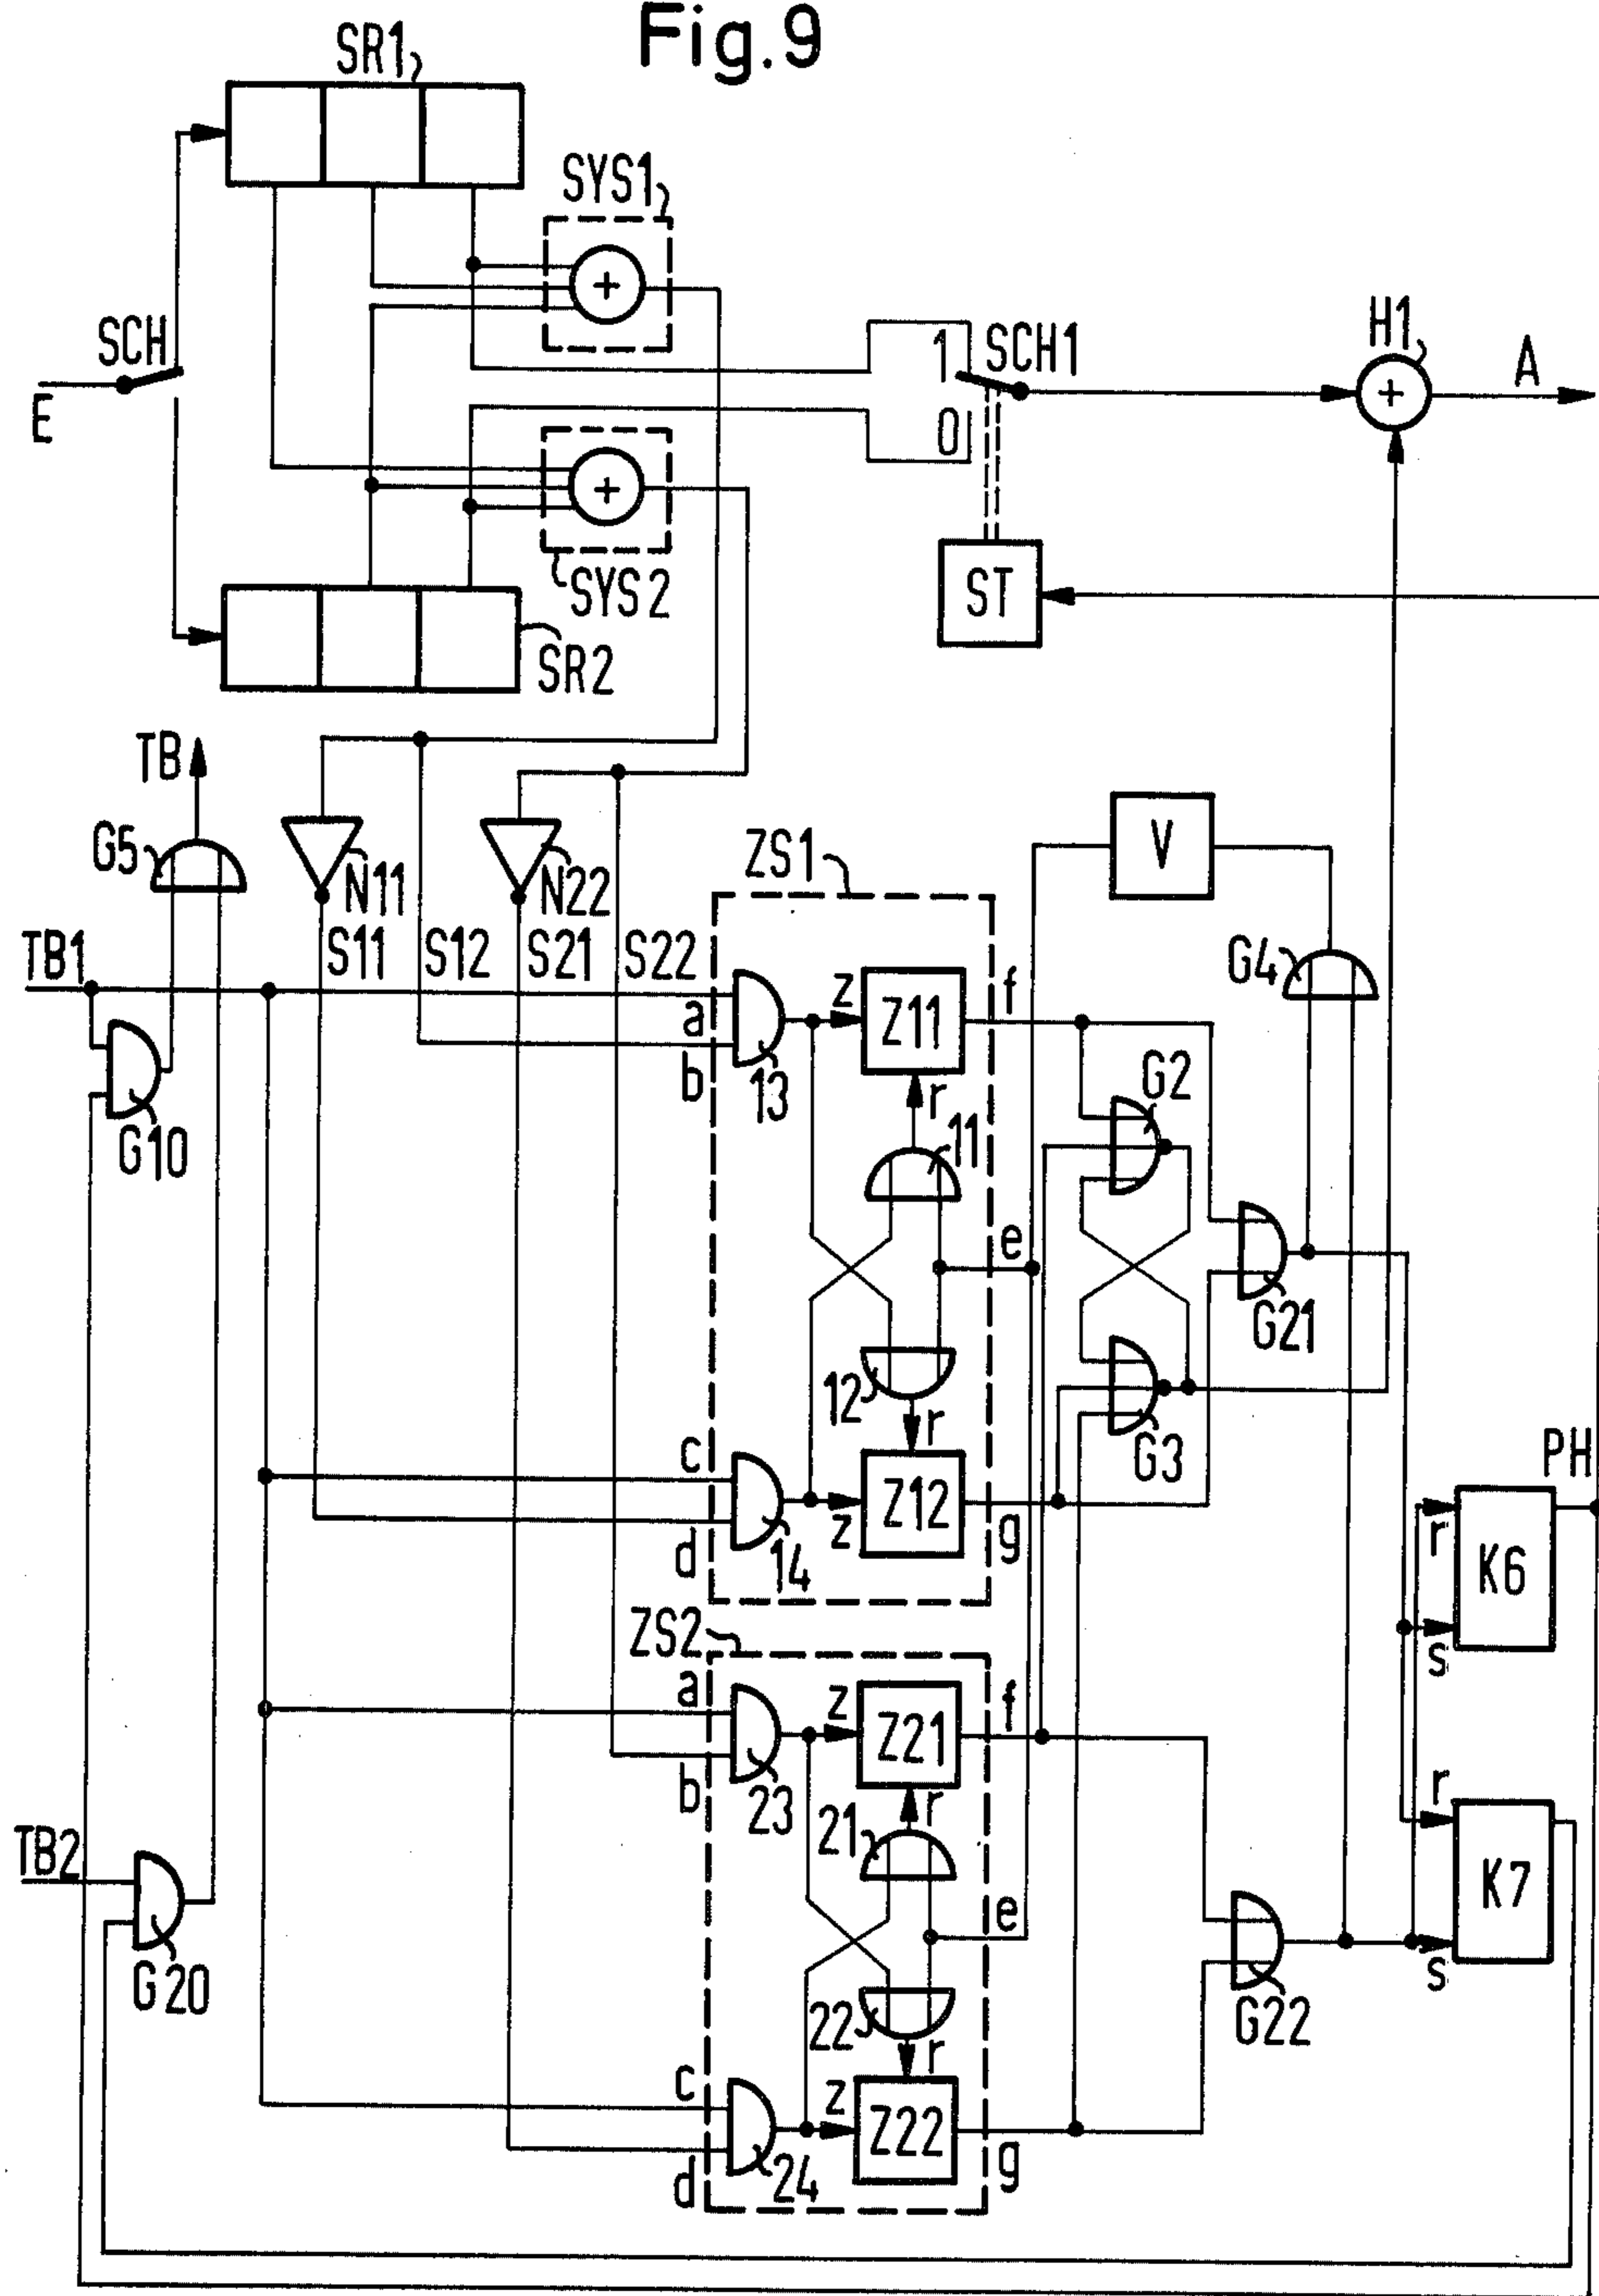 Fig.9
SR1
SYS1
+
SCH
E
1
SCH1
0
H1
+
A
+
SYS2
ST
SR2
TB
G5
N11
N22
ZS1
V
TB1
S11
S12
S21
S22
G4
a
b
13
z
Z11
f
r
G2
G10
11
e
G21
12
r
G3
c
d
14
z
Z12
g
PH
r
K6
s
ZS2
a
b
23
z
Z21
f
r
21
r
K7
s
TB2
G20
e
22
r
G22
c
d
24
z
Z22
g